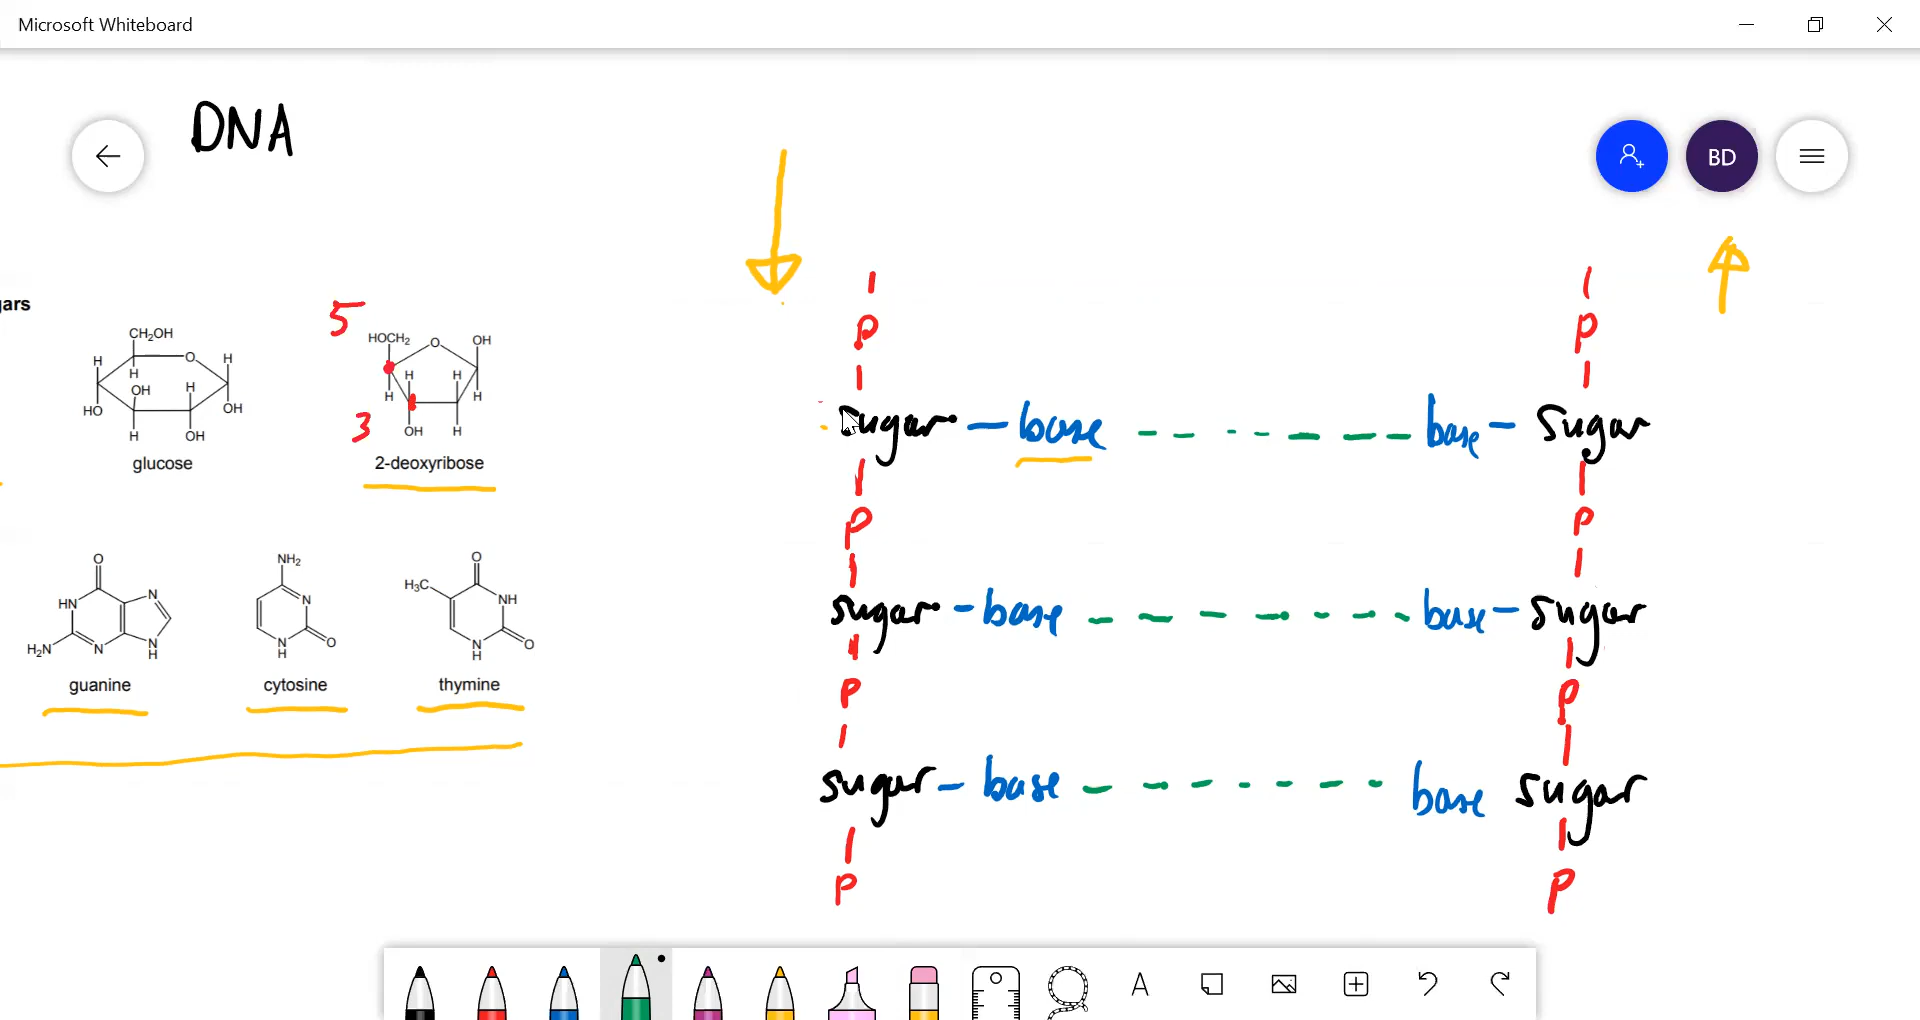 Microsoft Whiteboard
DNA
BD
gars
5
CH₂OH
H
O
H
H
OH
H
HO
OH
H
OH
glucose
HOCH₂
O
OH
H
H
H
H
3
OH
H
2-deoxyribose
O
HN
N
H₂N
N
N
H
guanine
NH₂
N
N
H
O
cytosine
O
H₃C
NH
N
H
O
thymine
P P
sugar - base base - sugar
P P
sugar - base base - sugar
P P
sugar - base base sugar
P P
A